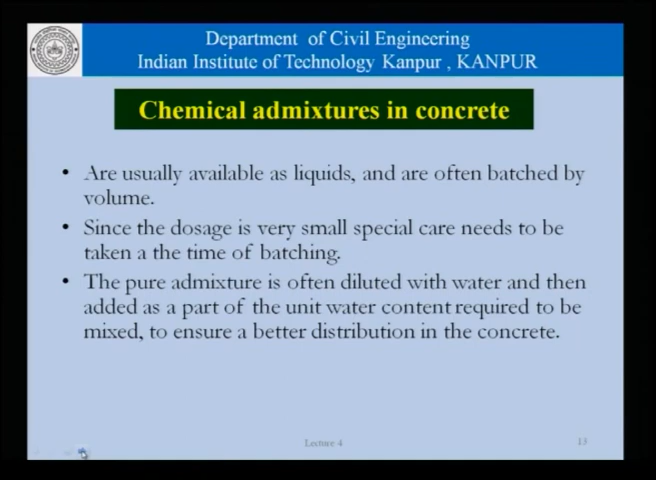 Department of Civil Engineering
Indian Institute of Technology Kanpur , KANPUR
Chemical admixtures in concrete
• Are usually available as liquids, and are often batched by
volume.
• Since the dosage is very small special care needs to be
taken a the time of batching.
• The pure admixture is often diluted with water and then
added as a part of the unit water content required to be
mixed, to ensure a better distribution in the concrete.
Lecture 4
13